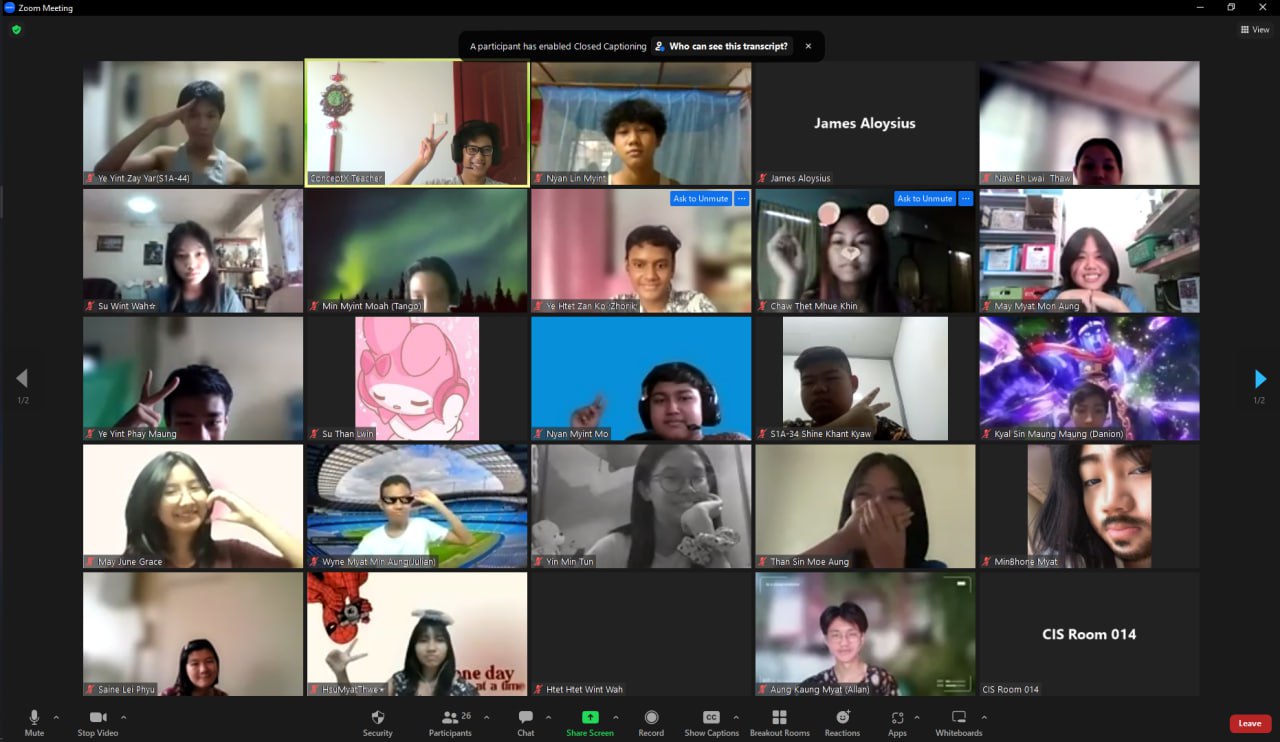 Zoom Meeting
View
A participant has enabled Closed Captioning
Who can see this transcript?
Ye Yint Zay Yar(S1A-44)
ConceptX Teacher
Nyan Lin Myint
James Aloysius
James Aloysius
Naw Eh Lwai Thaw
Ask to Unmute
Ask to Unmute
Su Wint Wah☆
Min Myint Moah (Tango)
Ye Htet Zan Ko-Zhorik
Chaw Thet Mhue Khin
May Myat Mon Aung
1/2
1/2
Ye Yint Phay Maung
Su Than Lwin
Nyan Myint Mo
S1A-34 Shine Khant Kyaw
Kyal Sin Maung Maung (Danion)
May June Grace
Wyne Myat Min Aung(Julian)
Yin Min Tun
Than Sin Moe Aung
MinBhone Myat
one day
at a time
CIS Room 014
Saine Lei Phyu
HsuMyatThwe★
Htet Htet Wint Wah
Aung Kaung Myat (Allan)
CIS Room 014
Mute
Stop Video
Security
26
Participants
Chat
Share Screen
Record
CC
Show Captions
Breakout Rooms
Reactions
Apps
Whiteboards
Leave